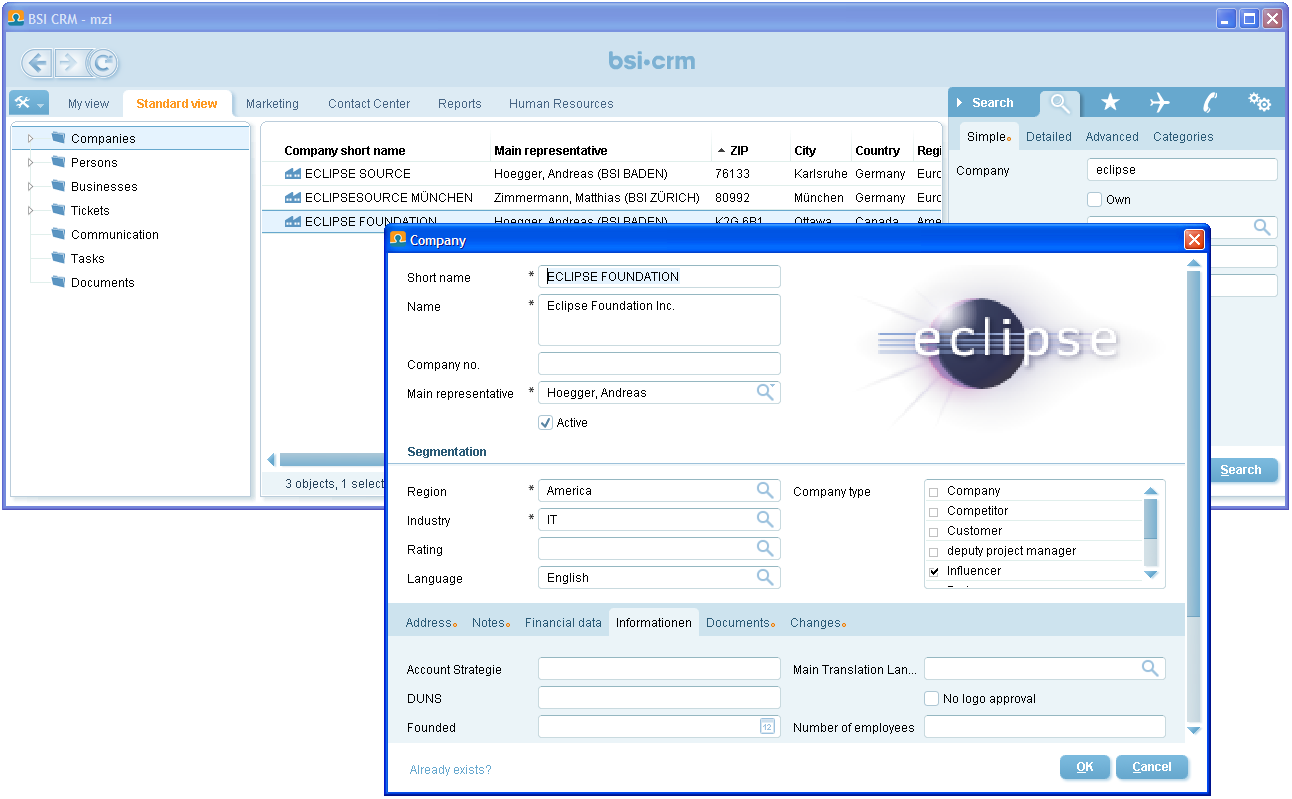 BSI CRM - mzi
bsi·crm
My view Standard view Marketing Contact Center Reports Human Resources
Search
Companies
Persons
Businesses
Tickets
Communication
Tasks
Documents
Company short name Main representative ZIP City Country Regi
ECLIPSE SOURCE Hoegger, Andreas (BSI BADEN) 76133 Karlsruhe Germany Euro
ECLIPSESOURCE MÜNCHEN Zimmermann, Matthias (BSI ZÜRICH) 80992 München Germany Euro
ECLIPSE FOUNDATION Hoegger, Andreas (BSI BADEN) K2G 6B1 Ottawa Canada Ame
3 objects, 1 select
Simple Detailed Advanced Categories
Company eclipse
Own
Search
Company
Short name * ECLIPSE FOUNDATION
Name * Eclipse Foundation Inc.
Company no.
Main representative * Hoegger, Andreas
Active
eclipse
Segmentation
Region * America
Industry * IT
Rating
Language English
Company type
Company
Competitor
Customer
deputy project manager
Influencer
Address Notes Financial data Informationen Documents Changes
Account Strategie Main Translation Lan...
DUNS No logo approval
Founded 12 Number of employees
Already exists? OK Cancel